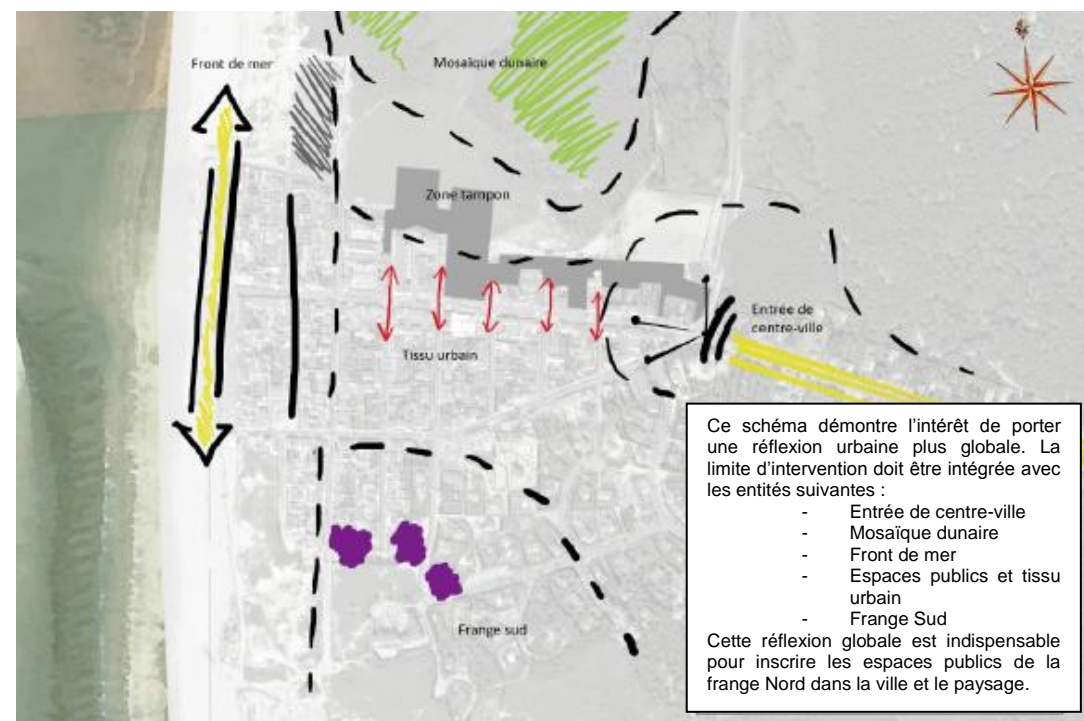 Front de mer
Mosaïque dunaire
Zone tampon
Entrée de
centre-ville
Tissu urbain
Frange sud
Ce schéma démontre l'intérêt de porter
une réflexion urbaine plus globale. La
limite d'intervention doit être intégrée avec
les entités suivantes :
- Entrée de centre-ville
- Mosaïque dunaire
- Front de mer
- Espaces publics et tissu
urbain
- Frange Sud
Cette réflexion globale est indispensable
pour inscrire les espaces publics de la
frange Nord dans la ville et le paysage.